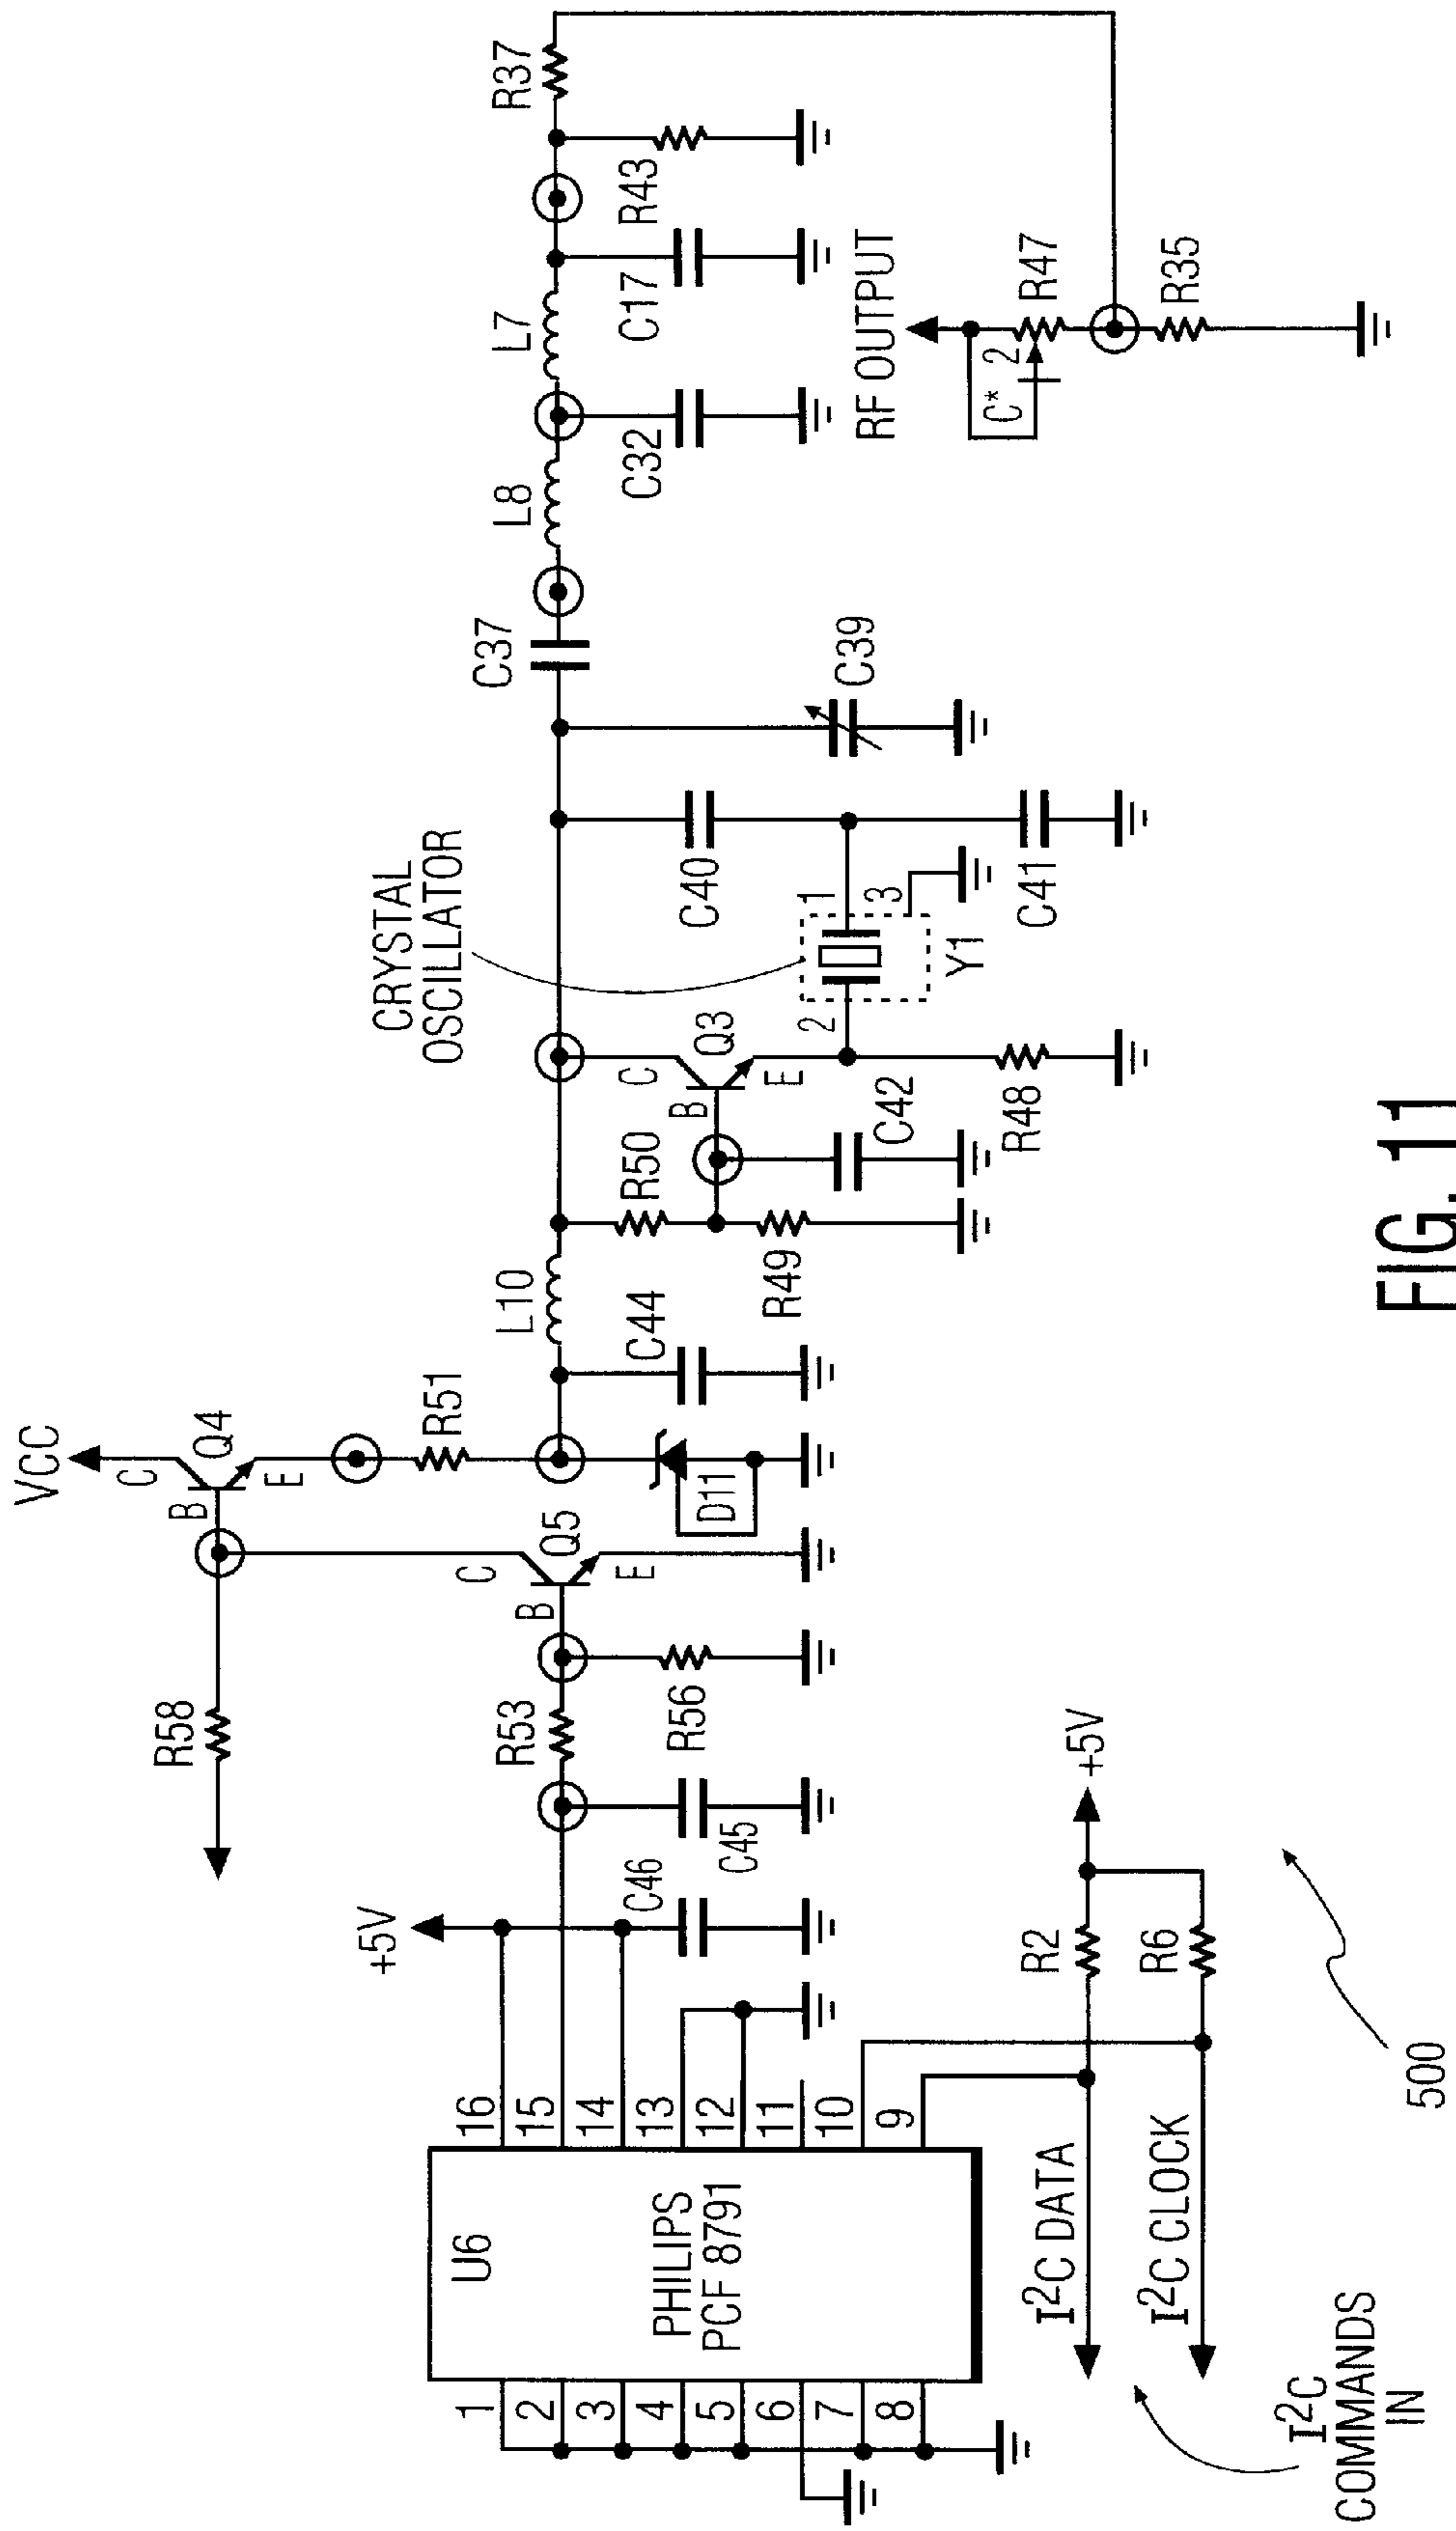 VCC
C
Q4
B
E
R58
R51
C
Q5
B
E
R53
R56
+5V
C46
C45
D11
C44
L10
R50
R49
B
C
Q3
E
C42
R48
CRYSTAL
OSCILLATOR
2
1
3
Y1
C40
C41
C39
C37
L8
C32
L7
C17
R43
R37
RF OUTPUT
C*
2
R47
R35
U6
PHILIPS
PCF 8791
1
2
3
4
5
6
7
8
16
15
14
13
12
11
10
9
R2
R6
+5V
I²C DATA
I²C CLOCK
I²C
COMMANDS
IN
500
FIG. 11